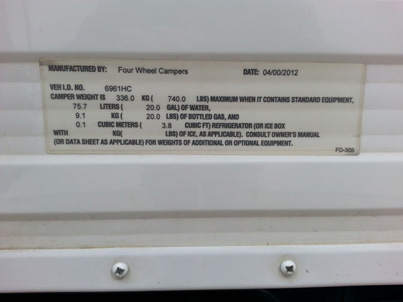 MANUFACTURED BY: Four Wheel Campers DATE: 04/00/2012
VEH I.D. NO. 6961HC
CAMPER WEIGHT IS 336.0 KG ( 740.0 LBS) MAXIMUM WHEN IT CONTAINS STANDARD EQUIPMENT,
75.7 LITERS ( 20.0 GAL) OF WATER,
9.1 KG ( 20.0 LBS) OF BOTTLED GAS, AND
0.1 CUBIC METERS ( 3.8 CUBIC FT) REFRIGERATOR (OR ICE BOX
WITH KG( LBS) OF ICE, AS APPLICABLE). CONSULT OWNER'S MANUAL
(OR DATA SHEET AS APPLICABLE) FOR WEIGHTS OF ADDITIONAL OR OPTIONAL EQUIPMENT.
FD-305